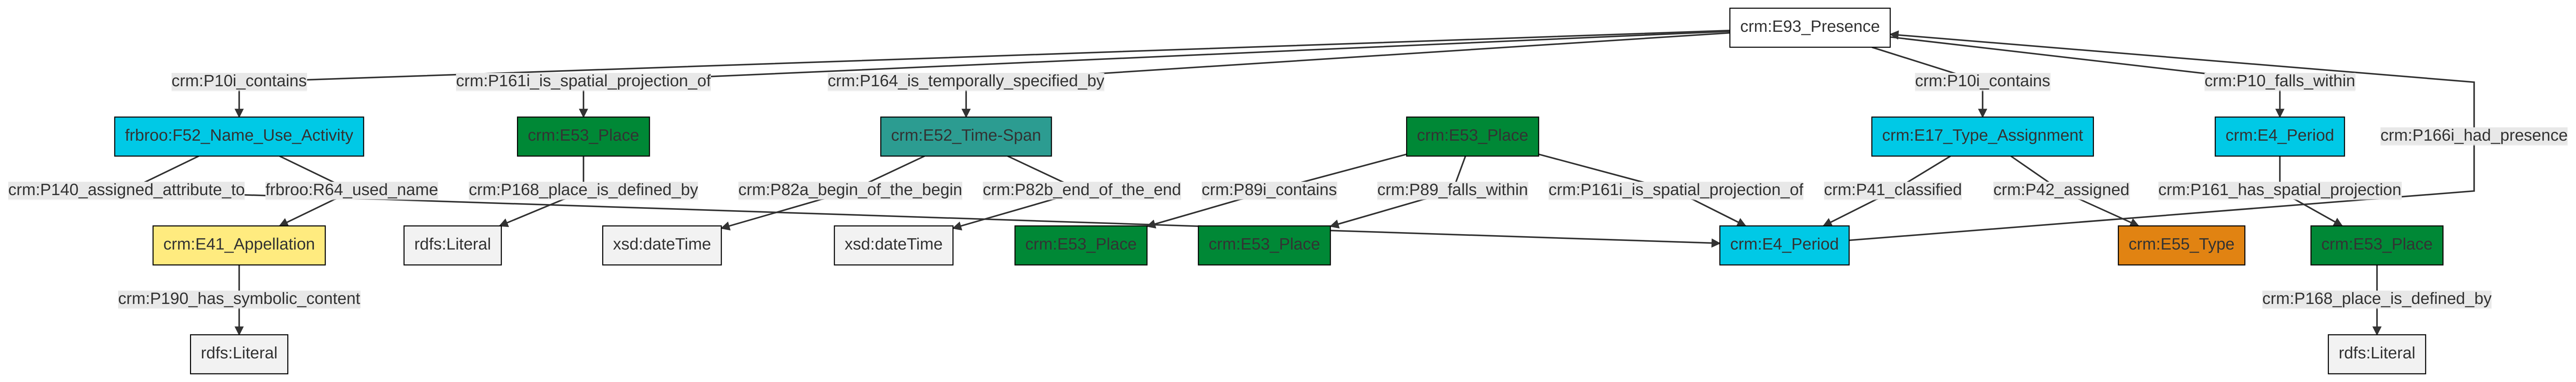 crm:E93_Presence
crm:P10i_contains
crm:P161i_is_spatial_projection_of
crm:P164_is_temporally_specified_by
crm:P10i_contains
crm:P10_falls_within
frbroo:F52_Name_Use_Activity
crm:E53_Place
crm:E52_Time-Span
crm:E53_Place
crm:E17_Type_Assignment
crm:E4_Period
crm:P166i_had_presence
crm:P140_assigned_attribute_to
frbroo:R64_used_name
crm:P168_place_is_defined_by
crm:P82a_begin_of_the_begin
crm:P82b_end_of_the_end
crm:P89i_contains
crm:P89_falls_within
crm:P161i_is_spatial_projection_of
crm:P41_classified
crm:P42_assigned
crm:P161_has_spatial_projection
crm:E41_Appellation
rdfs:Literal
xsd:dateTime
xsd:dateTime
crm:E53_Place
crm:E53_Place
crm:E4_Period
crm:E55_Type
crm:E53_Place
crm:P190_has_symbolic_content
crm:P168_place_is_defined_by
rdfs:Literal
rdfs:Literal